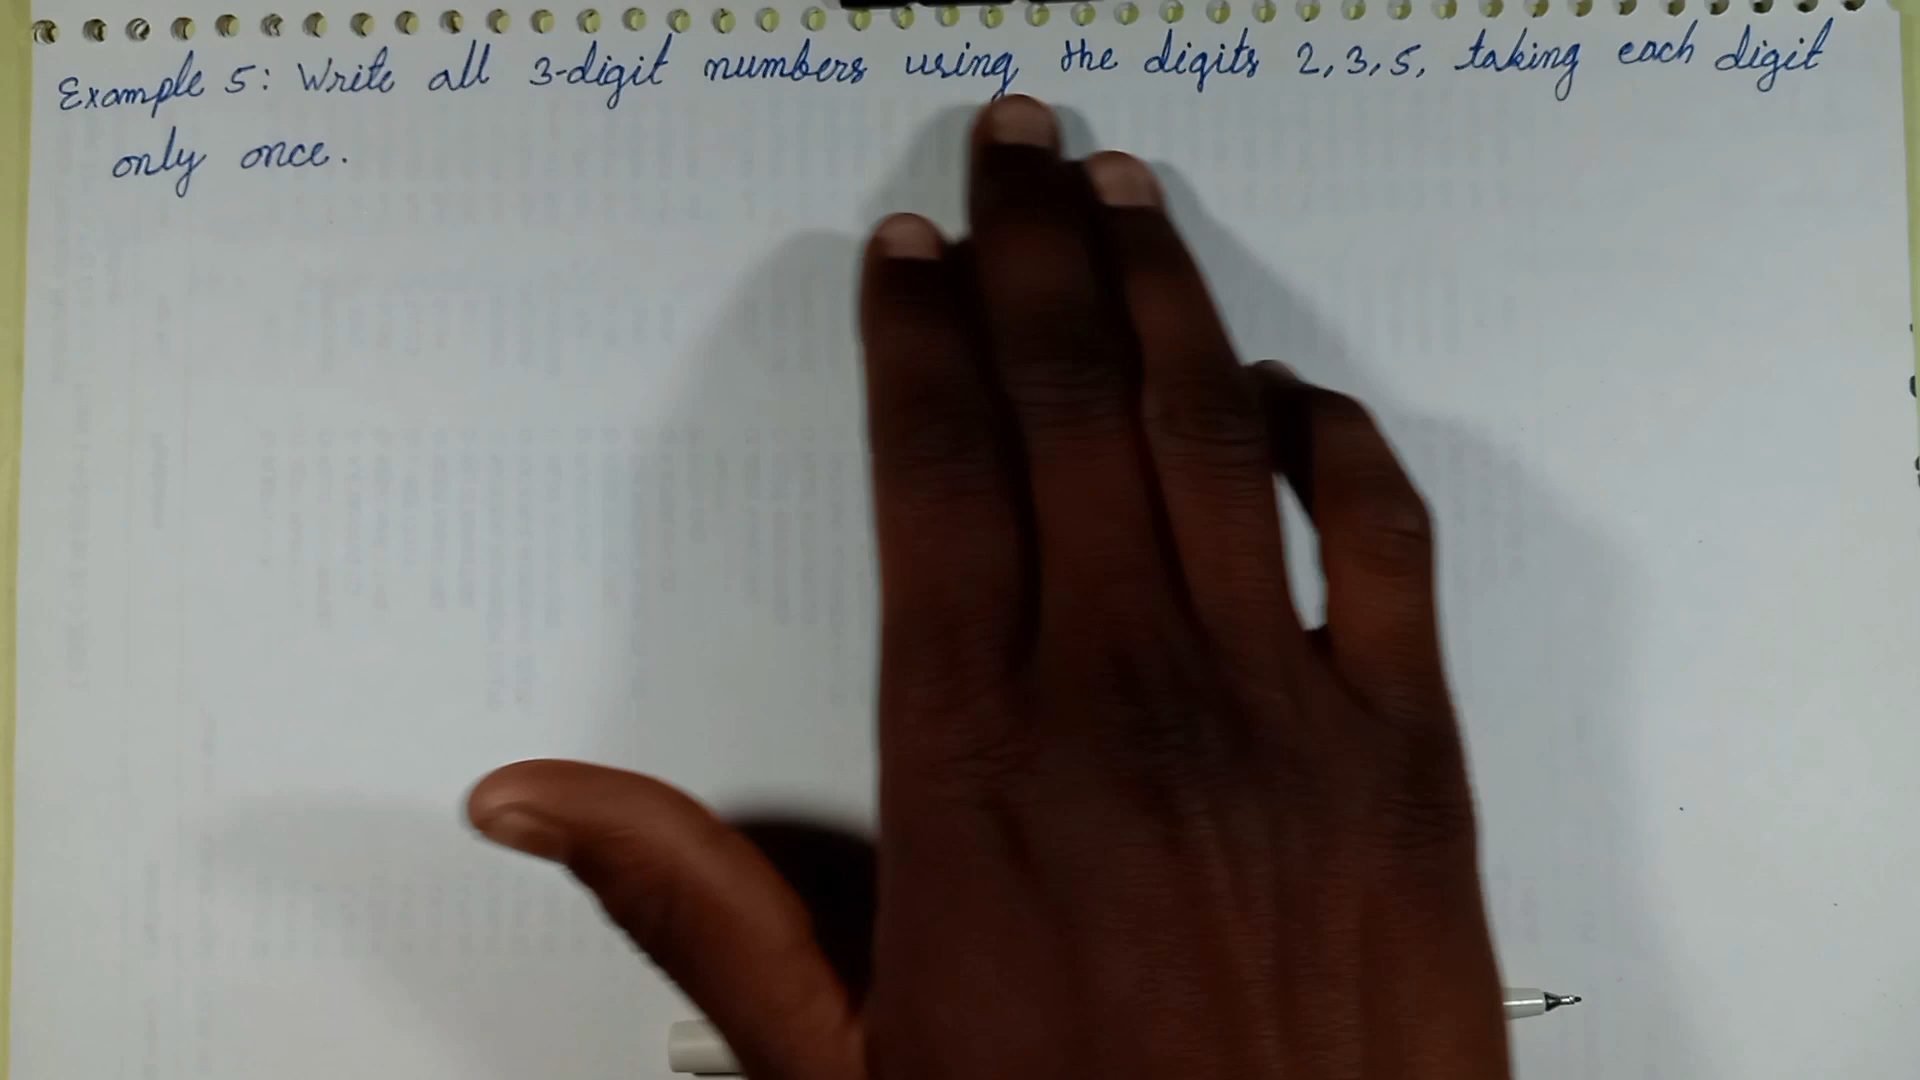 Example 5: Write all 3-digit numbers using the digits 2, 3, 5, taking each digit
only once.